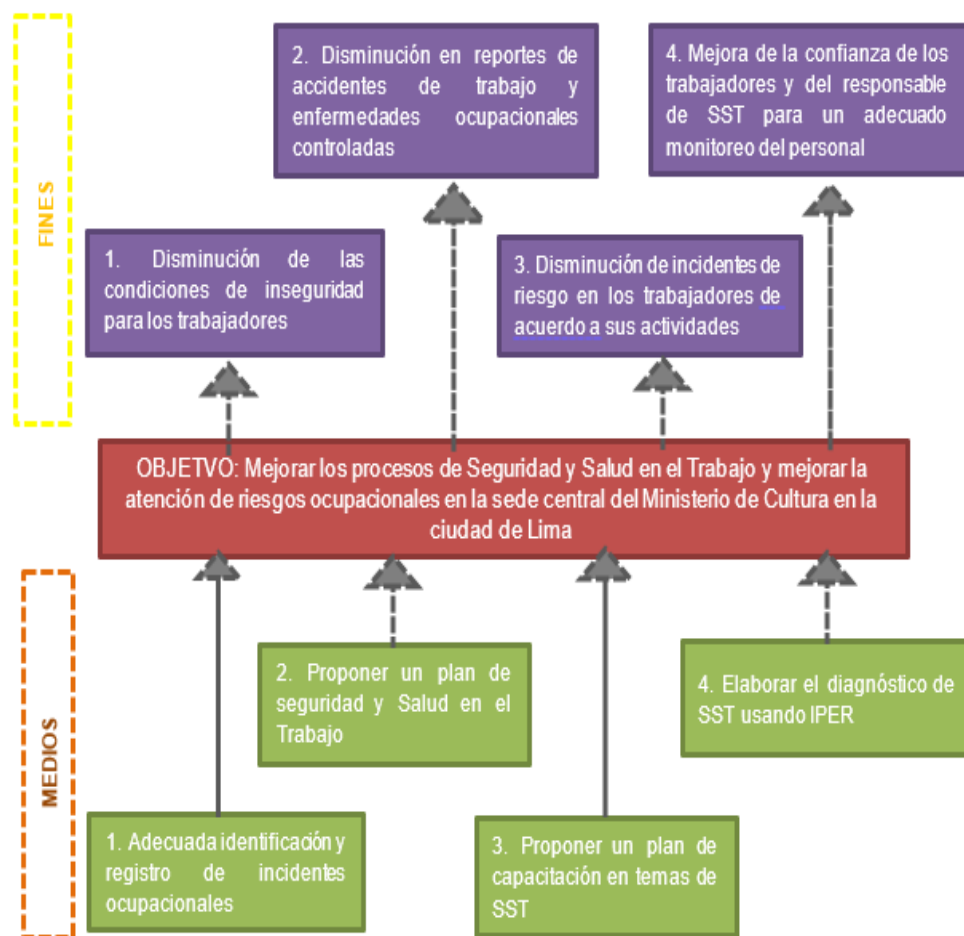 FINES
2. Disminución en reportes de
accidentes de trabajo y
enfermedades ocupacionales
controladas
4. Mejora de la confianza de los
trabajadores y del responsable
de SST para un adecuado
monitoreo del personal
1. Disminución de las
condiciones de inseguridad
para los trabajadores
3. Disminución de incidentes de
riesgo en los trabajadores de
acuerdo a sus actividades
OBJETVO: Mejorar los procesos de Seguridad y Salud en el Trabajo y mejorar la
atención de riesgos ocupacionales en la sede central del Ministerio de Cultura en la
ciudad de Lima
MEDIOS
2. Proponer un plan de
seguridad y Salud en el
Trabajo
4. Elaborar el diagnóstico de
SST usando IPER
1. Adecuada identificación y
registro de incidentes
ocupacionales
3. Proponer un plan de
capacitación en temas de
SST